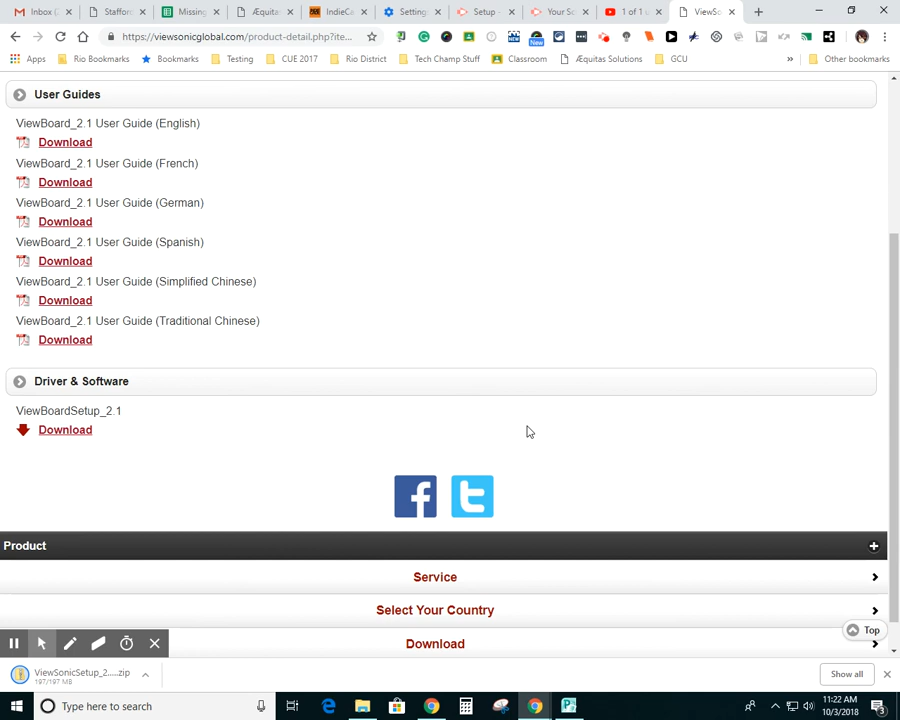 Inbox (
Staffon
Missing
Æquitas
IndieCa
Setting
Setup -
Your Sc
1 of 1 u
ViewSo
https://viewsonicglobal.com/product-detail.php?ite...
New
Apps
Rio Bookmarks
Bookmarks
Testing
CUE 2017
Rio District
Tech Champ Stuff
Classroom
Æquitas Solutions
GCU
»
Other bookmarks
User Guides
ViewBoard_2.1 User Guide (English)
Download
ViewBoard_2.1 User Guide (French)
Download
ViewBoard_2.1 User Guide (German)
Download
ViewBoard_2.1 User Guide (Spanish)
Download
ViewBoard_2.1 User Guide (Simplified Chinese)
Download
ViewBoard_2.1 User Guide (Traditional Chinese)
Download
Driver & Software
ViewBoardSetup_2.1
Download
Product
Service
Select Your Country
Top
Download
ViewSonicSetup_2.....zip
197/197 MB
Show all
Type here to search
11:22 AM
10/3/2018
3